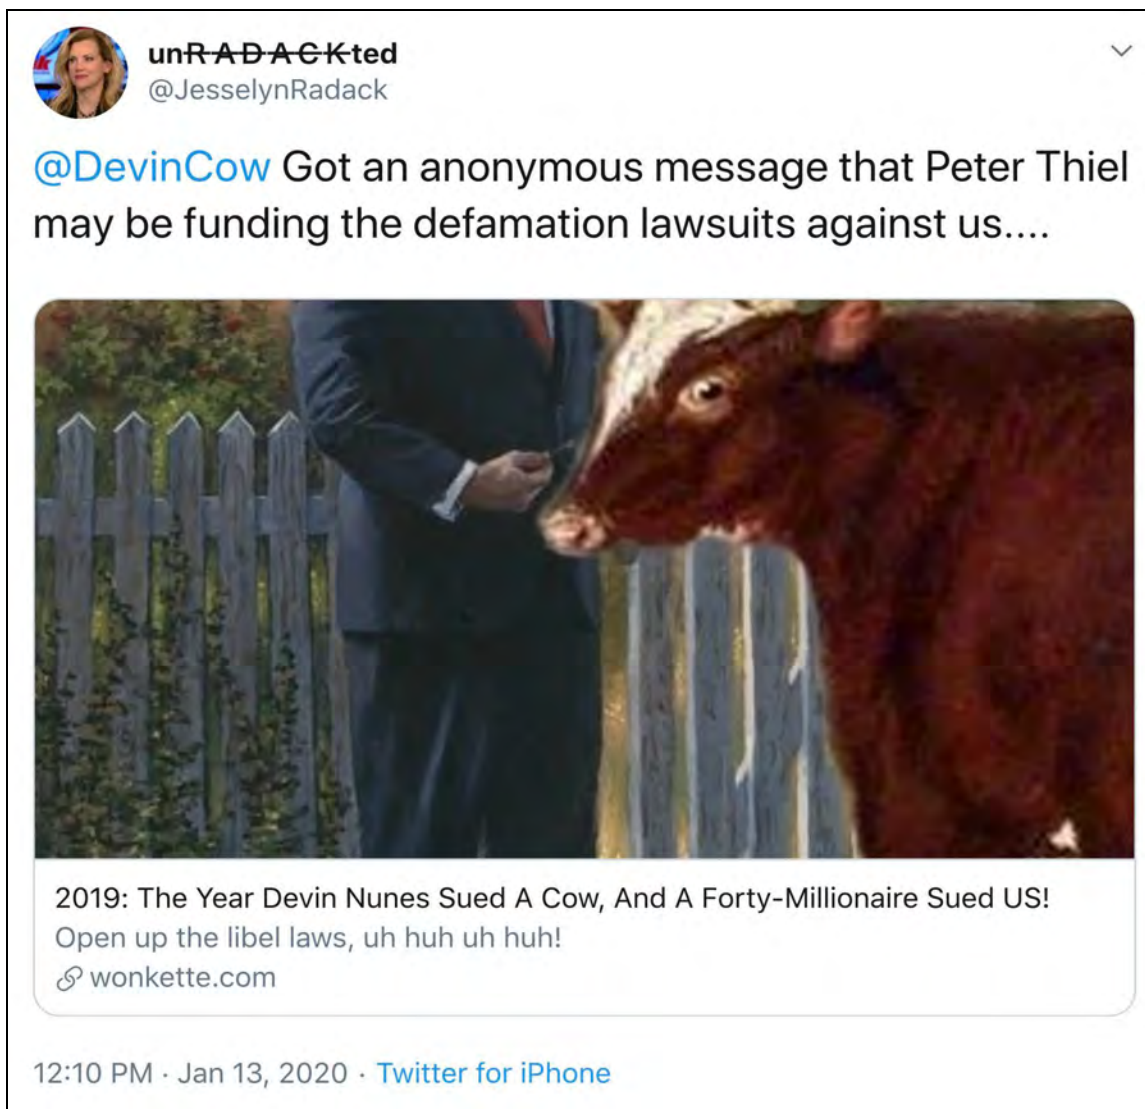 unRADACKted
@JesselynRadack
@DevinCow Got an anonymous message that Peter Thiel
may be funding the defamation lawsuits against us....
2019: The Year Devin Nunes Sued A Cow, And A Forty-Millionaire Sued US!
Open up the libel laws, uh huh uh huh!
wonkette.com
12:10 PM · Jan 13, 2020 · Twitter for iPhone